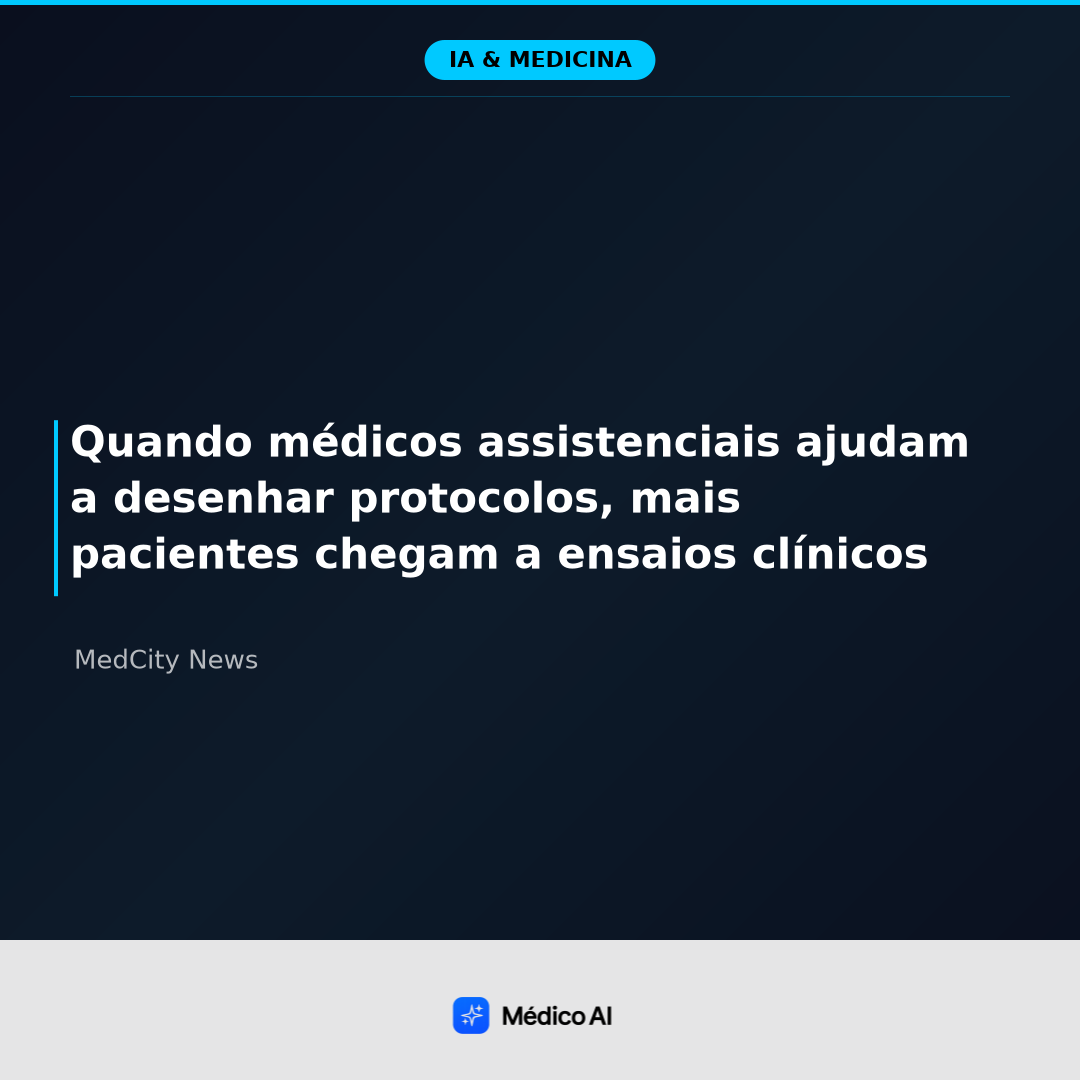 IA & MEDICINA
Quando médicos assistenciais ajudam
a desenhar protocolos, mais
pacientes chegam a ensaios clínicos
MedCity News
Médico AI